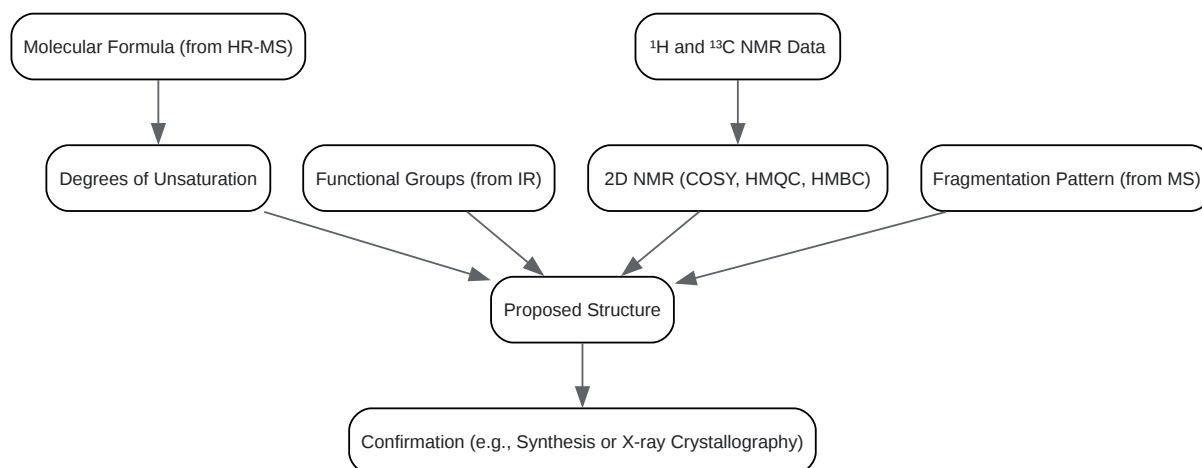 Molecular Formula (from HR-MS)
¹H and ¹³C NMR Data
Degrees of Unsaturation
Functional Groups (from IR)
2D NMR (COSY, HMQC, HMBC)
Fragmentation Pattern (from MS)
Proposed Structure
Confirmation (e.g., Synthesis or X-ray Crystallography)